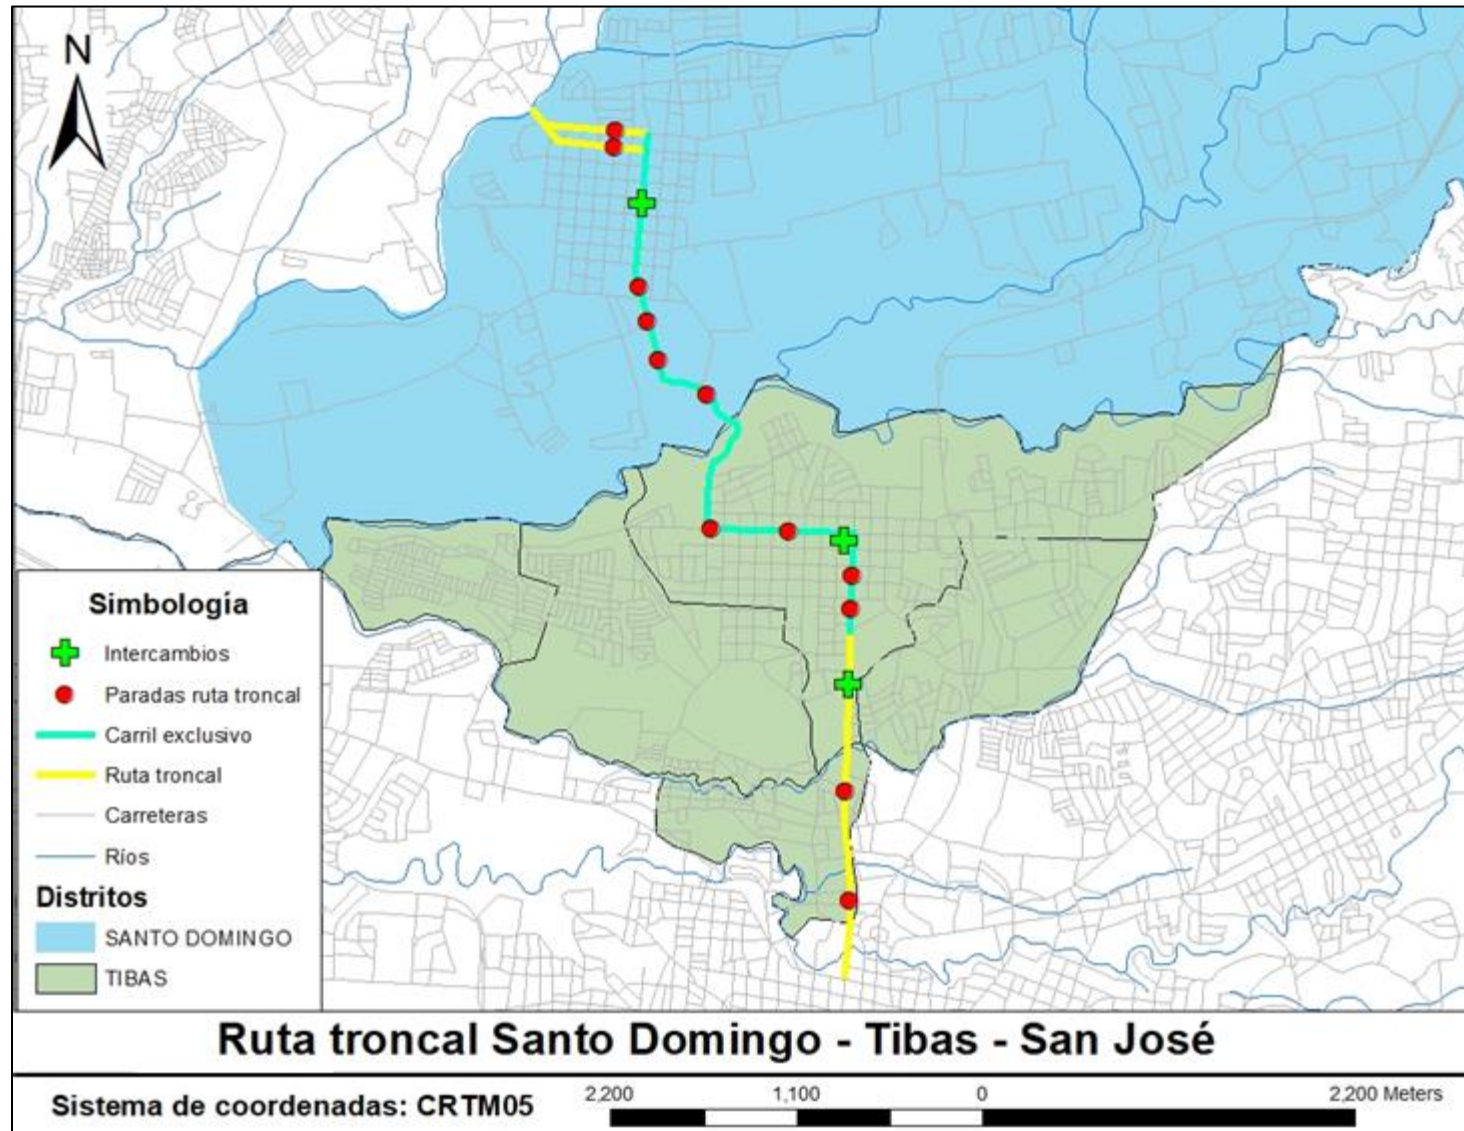 N
Simbología
Intercambios
Paradas ruta troncal
Carril exclusivo
Ruta troncal
Carreteras
Ríos
Distritos
SANTO DOMINGO
TIBAS
Ruta troncal Santo Domingo - Tibas - San José
Sistema de coordenadas: CRTM05
2,200 1,100 0 2,200 Meters